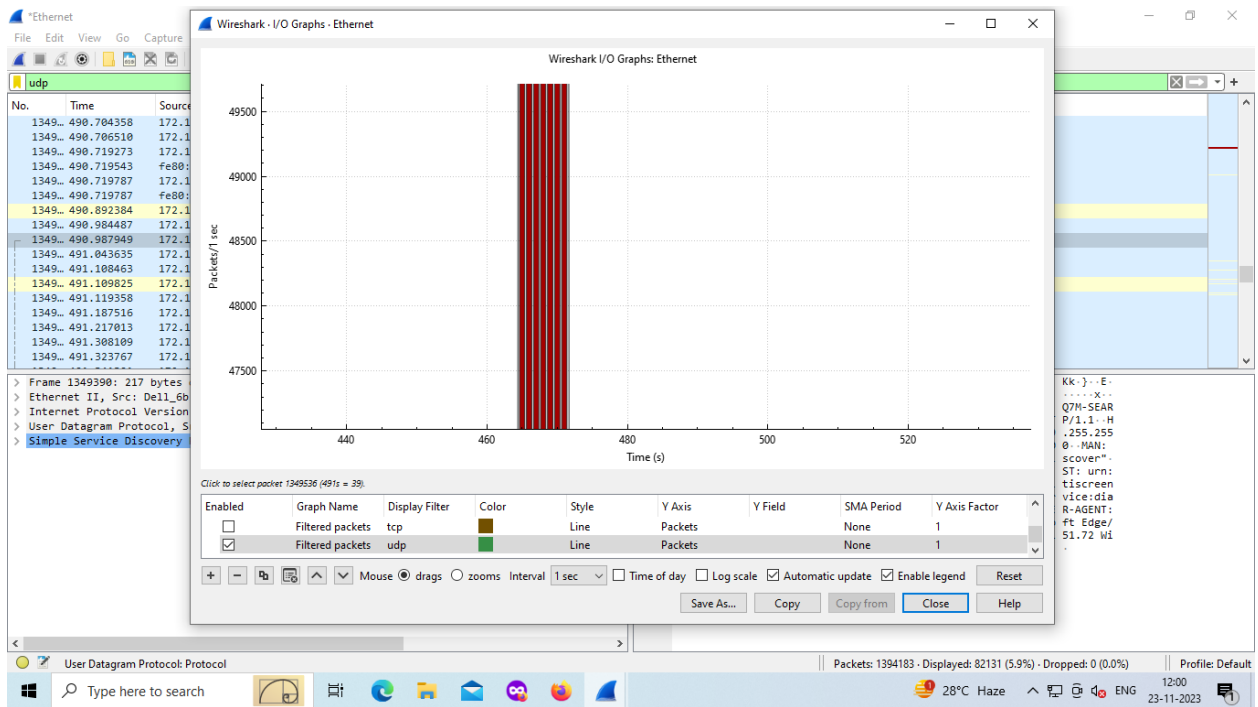 *Ethernet
File Edit View Go Capture
udp
No. Time Source
1349… 490.704358 172.1
1349… 490.706510 172.1
1349… 490.719273 172.1
1349… 490.719543 fe80:
1349… 490.719787 172.1
1349… 490.719787 fe80:
1349… 490.892384 172.1
1349… 490.984487 172.1
1349… 490.987949 172.1
1349… 491.043635 172.1
1349… 491.108463 172.1
1349… 491.109825 172.1
1349… 491.119358 172.1
1349… 491.187516 172.1
1349… 491.217013 172.1
1349… 491.308109 172.1
1349… 491.323767 172.1
Frame 1349390: 217 bytes
Ethernet II, Src: Dell_6b
Internet Protocol Version
User Datagram Protocol, S
Simple Service Discovery
Wireshark · I/O Graphs · Ethernet
Wireshark I/O Graphs: Ethernet
Packets/1 sec
49500
49000
48500
48000
47500
440 460 480 500 520
Time (s)
Click to select packet 1349536 (491s = 39).
Enabled Graph Name Display Filter Color Style Y Axis Y Field SMA Period Y Axis Factor
Filtered packets tcp Line Packets None 1
Filtered packets udp Line Packets None 1
+ − Mouse drags zooms Interval 1 sec Time of day Log scale Automatic update Enable legend Reset
Save As... Copy Copy from Close Help
Kk·}··E·
·····x··
Q7M-SEAR
P/1.1··H
.255.255
0··MAN:
scover"·
ST: urn:
tiscreen
vice:dia
R-AGENT:
ft Edge/
51.72 Wi
User Datagram Protocol: Protocol
Packets: 1394183 · Displayed: 82131 (5.9%) · Dropped: 0 (0.0%)
Profile: Default
Type here to search
1
28°C Haze
ENG
12:00
23-11-2023
1